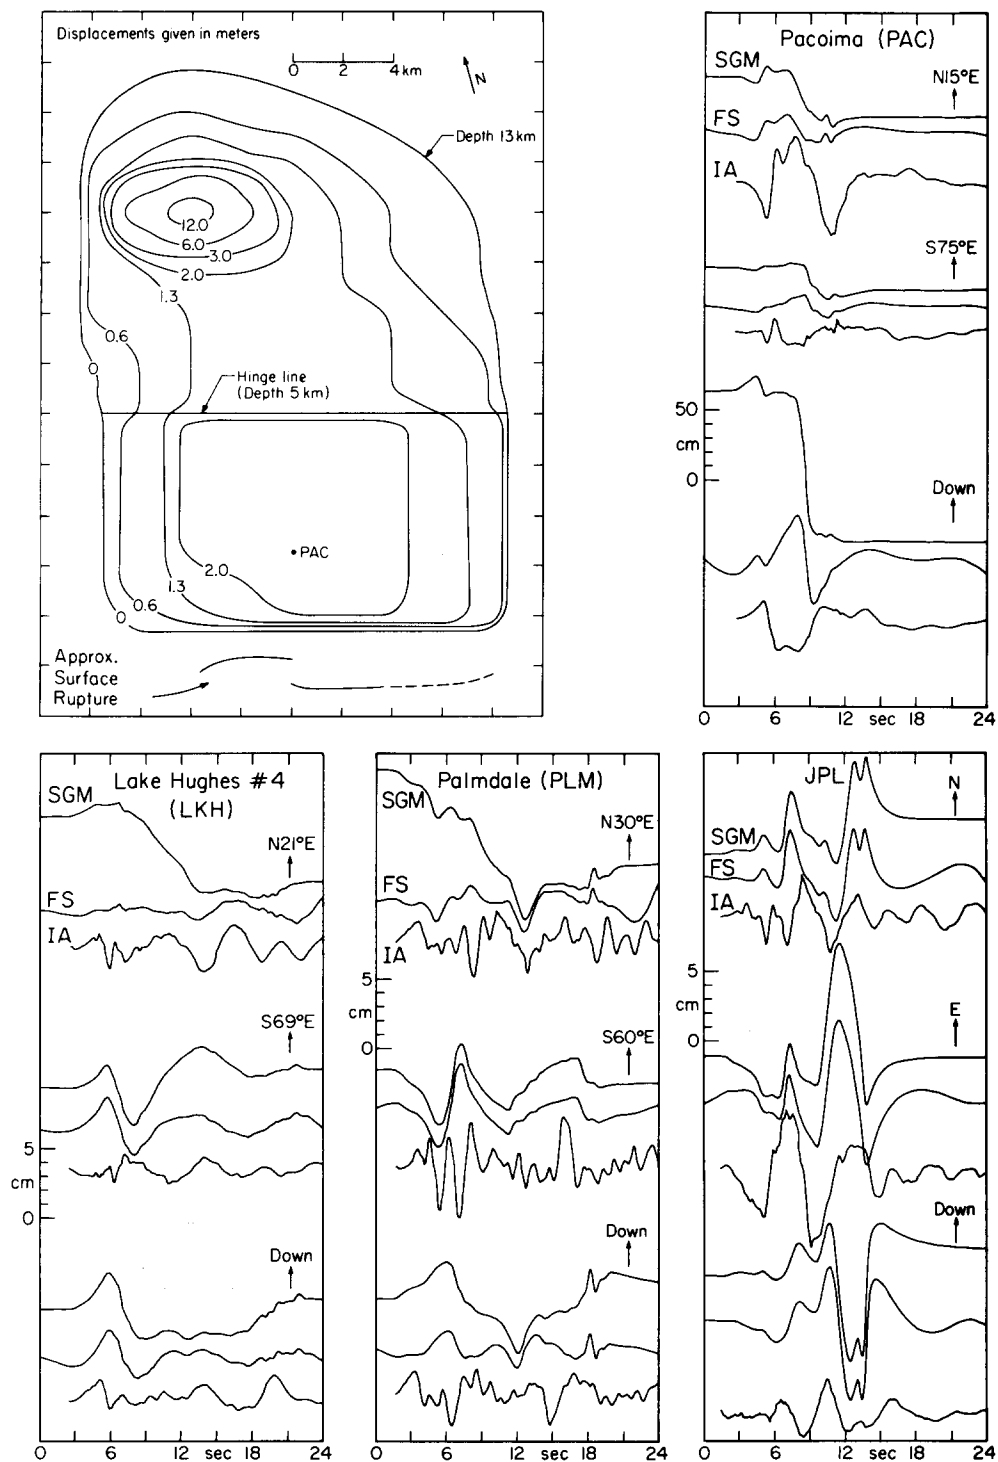 Displacements given in meters
0 2 4 km
N
Depth 13 km
12.0
6.0
3.0
2.0
1.3
0.6
0
Hinge line
(Depth 5 km)
PAC
2.0
1.3
0.6
0
Approx.
Surface
Rupture
Pacoima (PAC)
SGM
N15°E
FS
IA
S75°E
50
cm
0
Down
0 6 12 sec 18 24
Lake Hughes #4
(LKH)
SGM
N21°E
FS
IA
S69°E
5
cm
0
Down
0 6 12 sec 18 24
Palmdale (PLM)
SGM
N30°E
FS
IA
5
cm
0
S60°E
Down
0 6 12 sec 18 24
JPL
N
SGM
FS
IA
5
cm
0
E
Down
0 6 12 sec 18 24